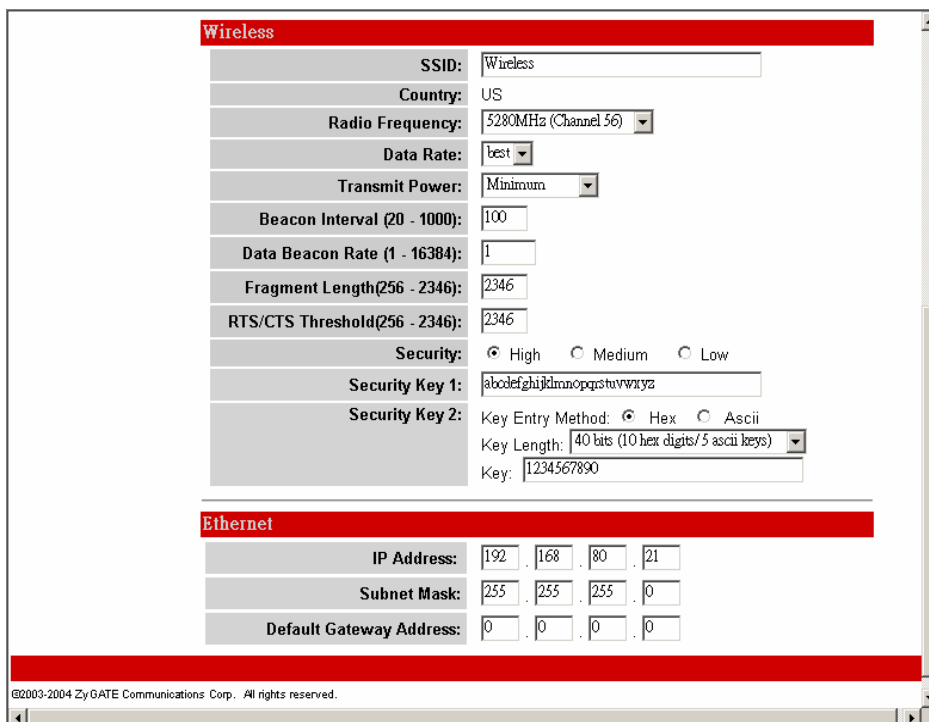 Wireless
SSID: Wireless
Country: US
Radio Frequency: 5280MHz (Channel 56)
Data Rate: best
Transmit Power: Minimum
Beacon Interval (20 - 1000): 100
Data Beacon Rate (1 - 16384): 1
Fragment Length(256 - 2346): 2346
RTS/CTS Threshold(256 - 2346): 2346
Security: High Medium Low
Security Key 1: abcdefghijklmnopqrstuvwxyz
Security Key 2: Key Entry Method: Hex Ascii
Key Length: 40 bits (10 hex digits/ 5 ascii keys)
Key: 1234567890
Ethernet
IP Address: 192 . 168 . 80 . 21
Subnet Mask: 255 . 255 . 255 . 0
Default Gateway Address: 0 . 0 . 0 . 0
©2003-2004 ZyGATE Communications Corp. All rights reserved.